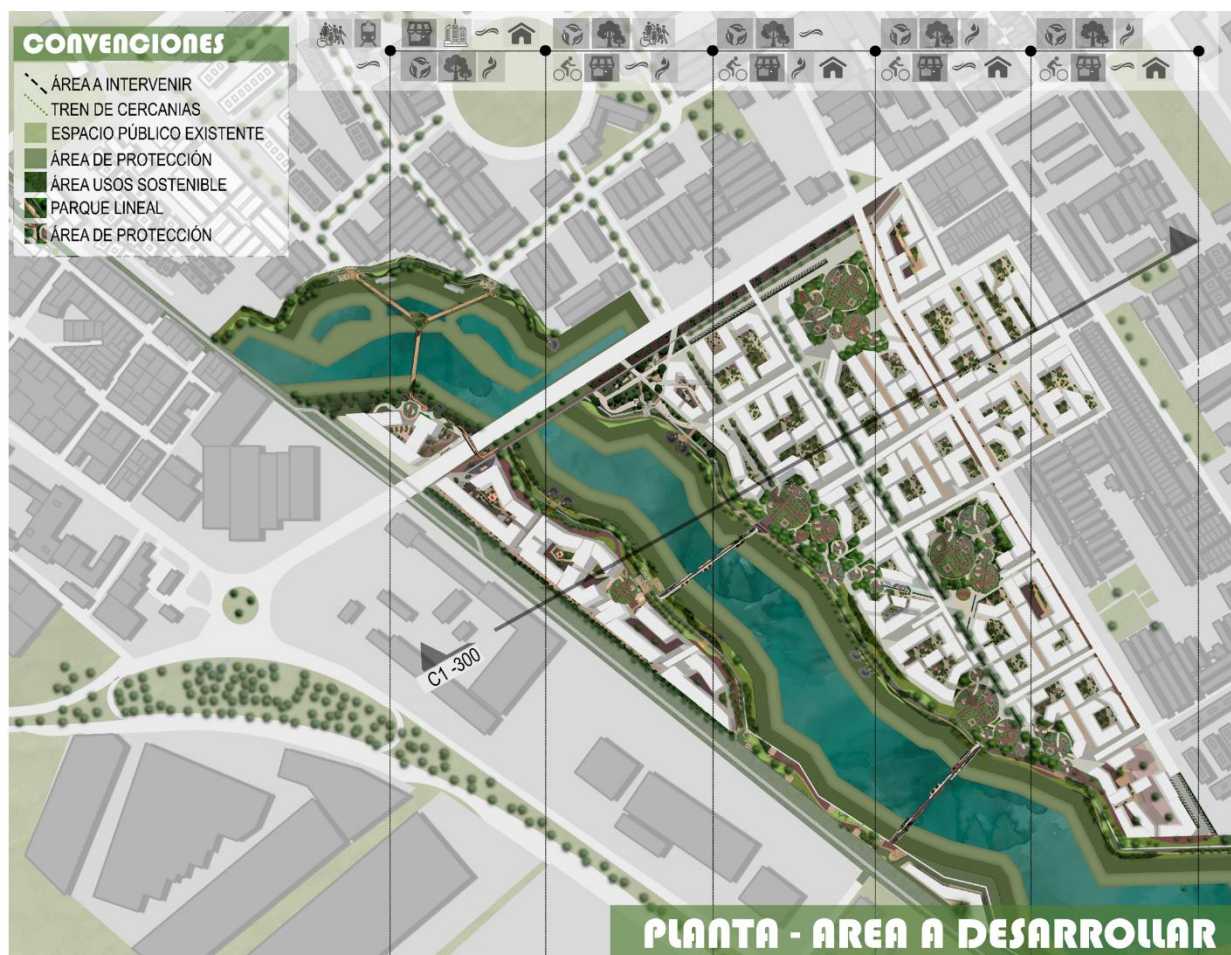 CONVENCIONES
ÁREA A INTERVENIR
TREN DE CERCANIAS
ESPACIO PÚBLICO EXISTENTE
ÁREA DE PROTECCIÓN
ÁREA USOS SOSTENIBLE
PARQUE LINEAL
ÁREA DE PROTECCIÓN
C1 -300
PLANTA - AREA A DESARROLLAR